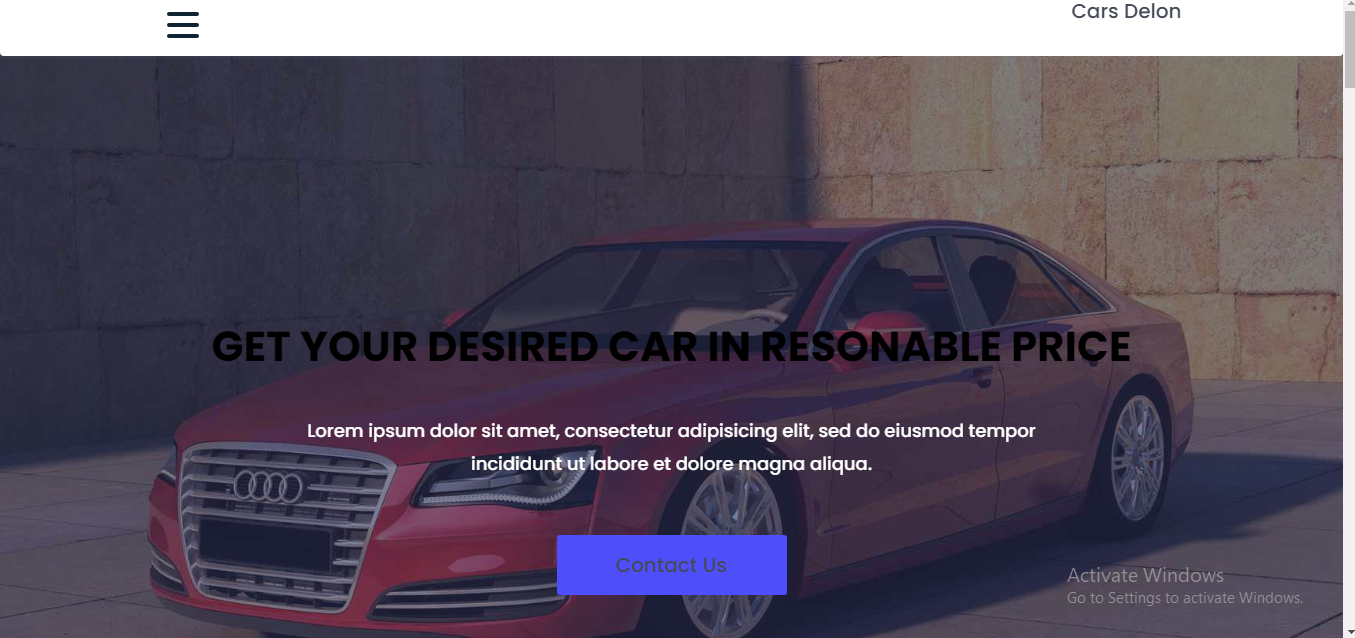 Cars Delon
GET YOUR DESIRED CAR IN RESONABLE PRICE
Lorem ipsum dolor sit amet, consectetur adipisicing elit, sed do eiusmod tempor
incididunt ut labore et dolore magna aliqua.
Contact Us
Activate Windows
Go to Settings to activate Windows.